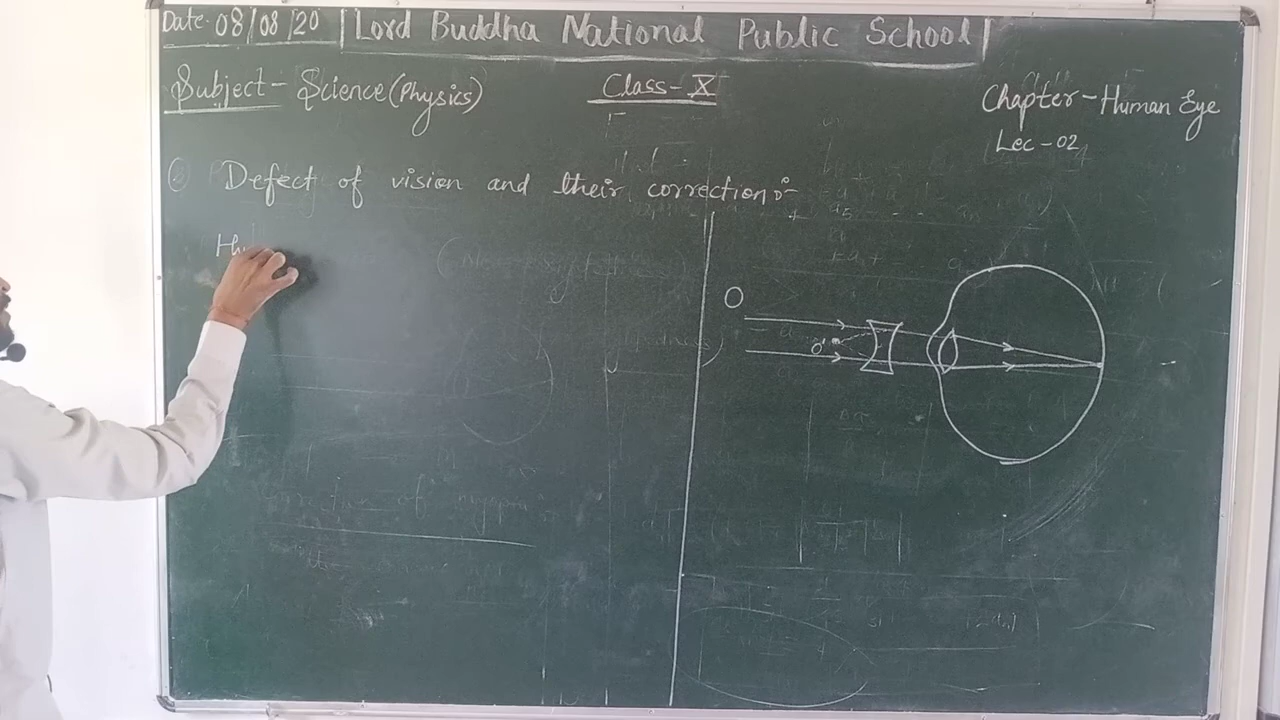 Date. 08/08/20 | Lord Buddha National Public School |
Subject - Science (Physics)
Class - X
Chapter - Human Eye
Lec - 02
Defect of vision and their correction :-
O
O'